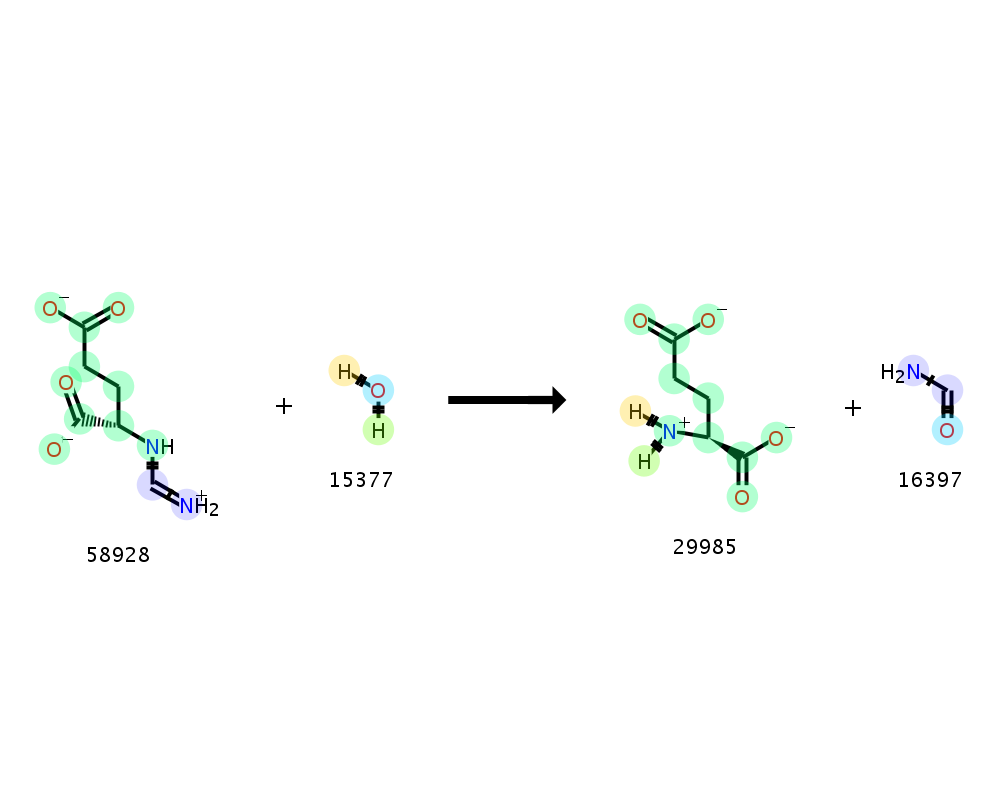 O⁻ O
O
O⁻
NH
NH₂⁺
58928
+
H
O
H
15377
O O⁻
H
N⁺
H
O⁻
O
29985
+
H₂N
O
16397